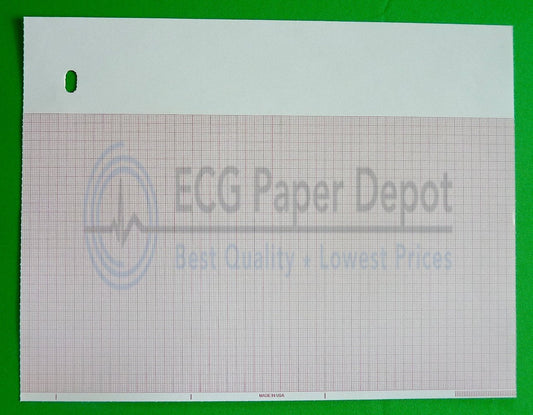 ECG Paper Depot
Best Quality + Lowest Prices
MADE IN USA